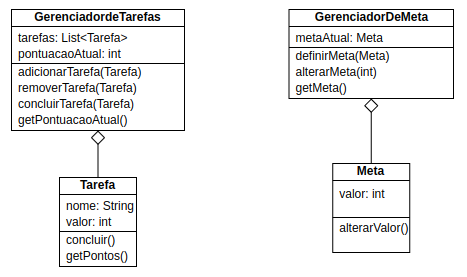 GerenciadordeTarefas
tarefas: List<Tarefa>
pontuacaoAtual: int
adicionarTarefa(Tarefa)
removerTarefa(Tarefa)
concluirTarefa(Tarefa)
getPontuacaoAtual()
GerenciadorDeMeta
metaAtual: Meta
definirMeta(Meta)
alterarMeta(int)
getMeta()
Tarefa
nome: String
valor: int
concluir()
getPontos()
Meta
valor: int
alterarValor()